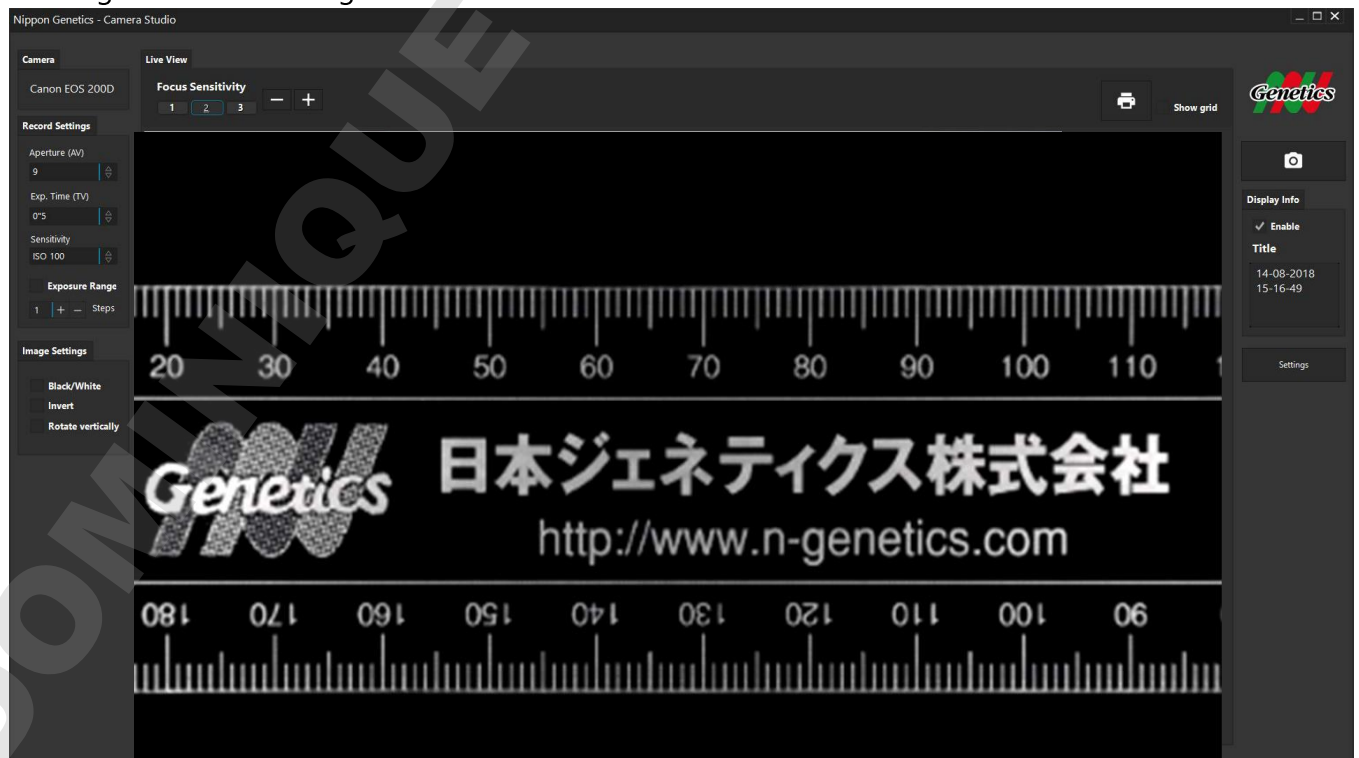 Nippon Genetics - Camera Studio
Camera
Live View
Canon EOS 200D
Focus Sensitivity
1 2 3 − +
Show grid
Genetics
Record Settings
Aperture (AV)
9
Exp. Time (TV)
0"5
Sensitivity
ISO 100
Exposure Range
1 + − Steps
Image Settings
Black/White
Invert
Rotate vertically
20 30 40 50 60 70 80 90 100 110
Genetics
日本ジェネティクス株式会社
http://www.n-genetics.com
180 170 160 150 140 130 120 110 100 90
Display Info
Enable
Title
14-08-2018
15-16-49
Settings
DOMINIQUE